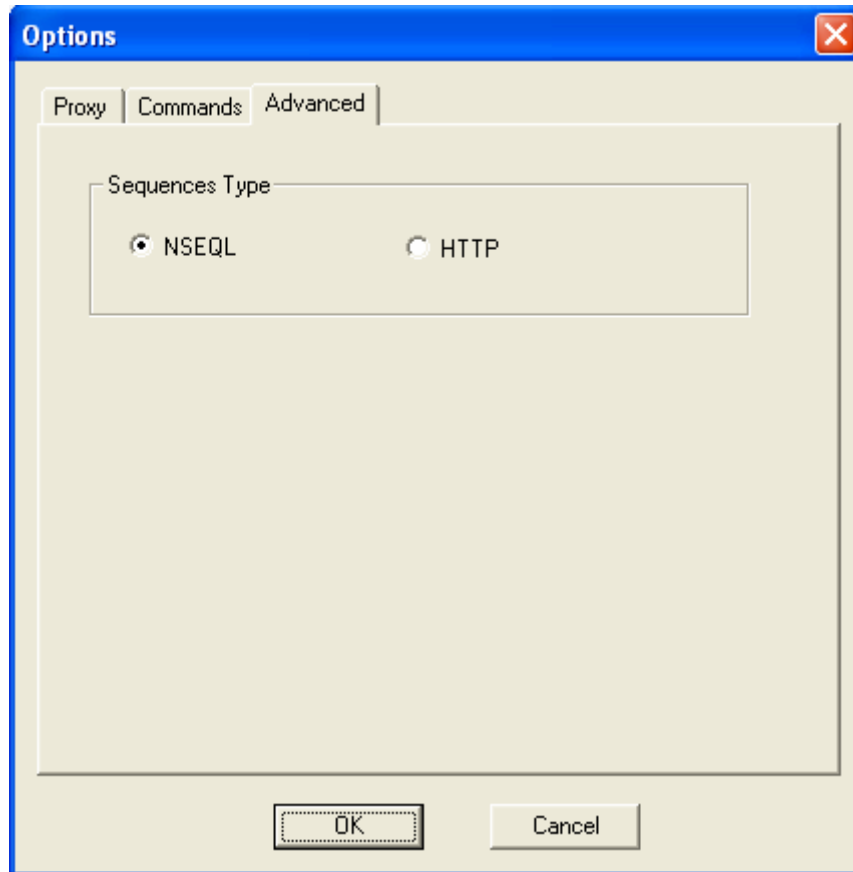 Options
Proxy Commands Advanced
Sequences Type
NSEQL HTTP
OK Cancel